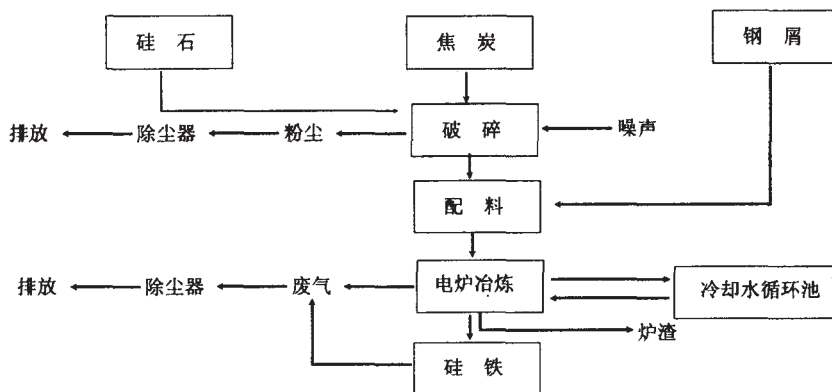 硅 石
焦 炭
钢 屑
排放
除尘器
粉尘
破 碎
噪声
配 料
排放
除尘器
废气
电炉冶炼
冷却水循环池
炉渣
硅 铁